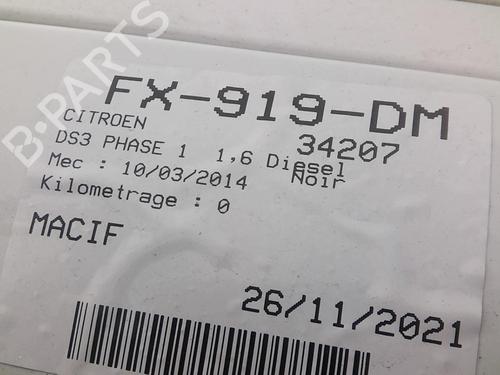 B-PARTS
FX-919-DM
CITROEN 34207
DS3 PHASE 1 1,6 Diesel
Mec : 10/03/2014 Noir
Kilometrage : 0
MACIF
26/11/2021